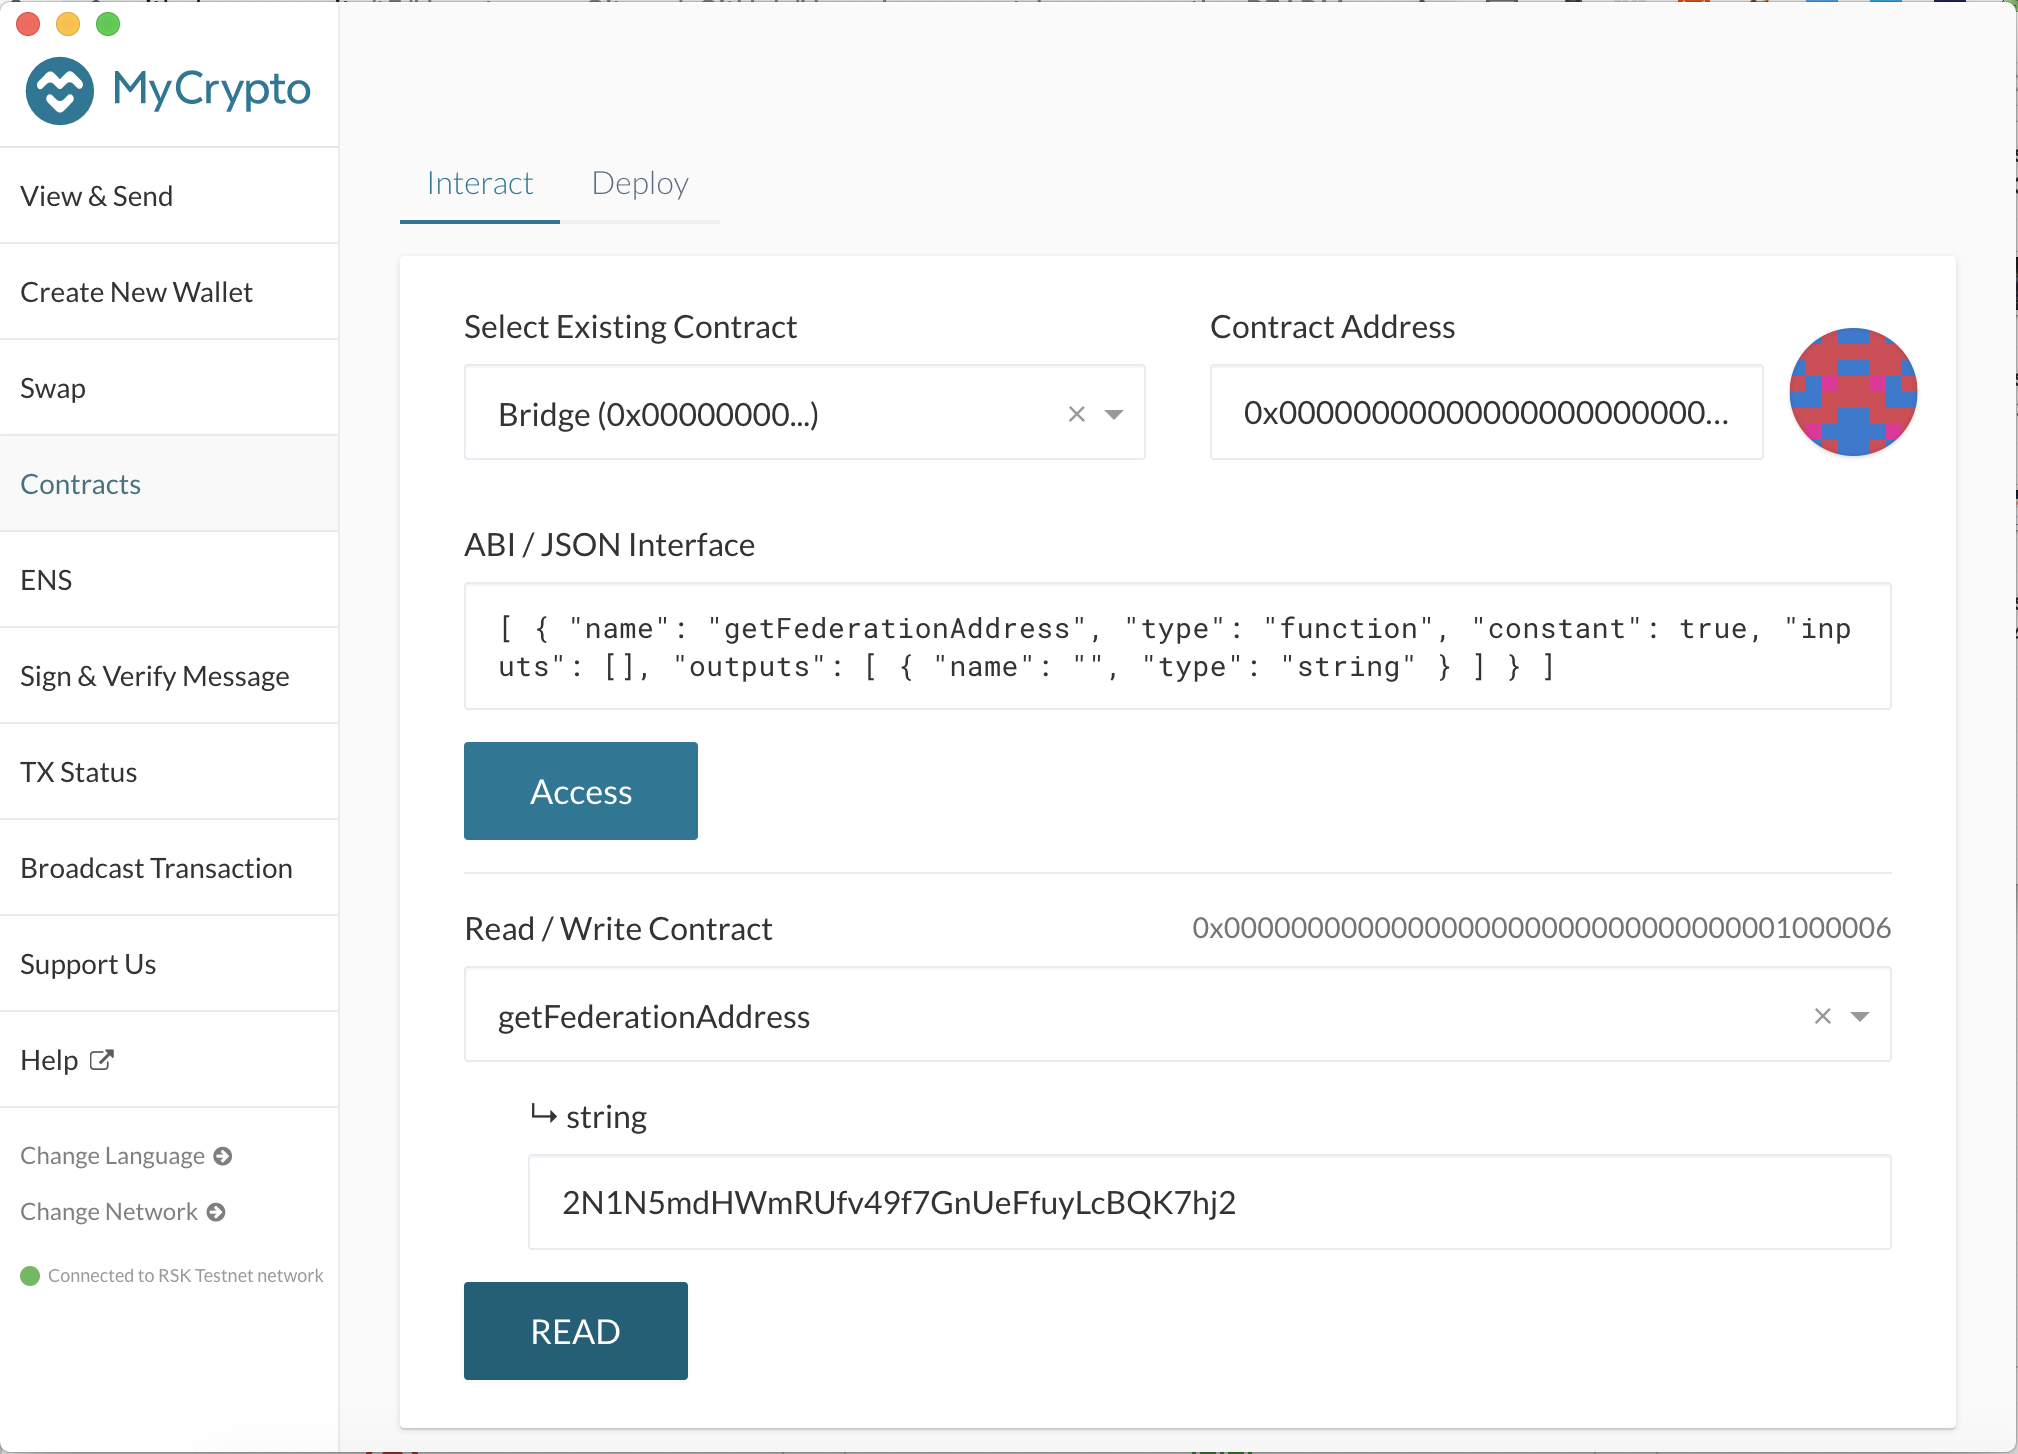 MyCrypto
View & Send
Create New Wallet
Swap
Contracts
ENS
Sign & Verify Message
TX Status
Broadcast Transaction
Support Us
Help
Change Language
Change Network
Connected to RSK Testnet network
Interact
Deploy
Select Existing Contract
Bridge (0x00000000...)
Contract Address
0x00000000000000000000000...
ABI / JSON Interface
[ { "name": "getFederationAddress", "type": "function", "constant": true, "inp
uts": [], "outputs": [ { "name": "", "type": "string" } ] } ]
Access
Read / Write Contract
0x0000000000000000000000000000000001000006
getFederationAddress
↳ string
2N1N5mdHWmRUfv49f7GnUeFfuyLcBQK7hj2
READ